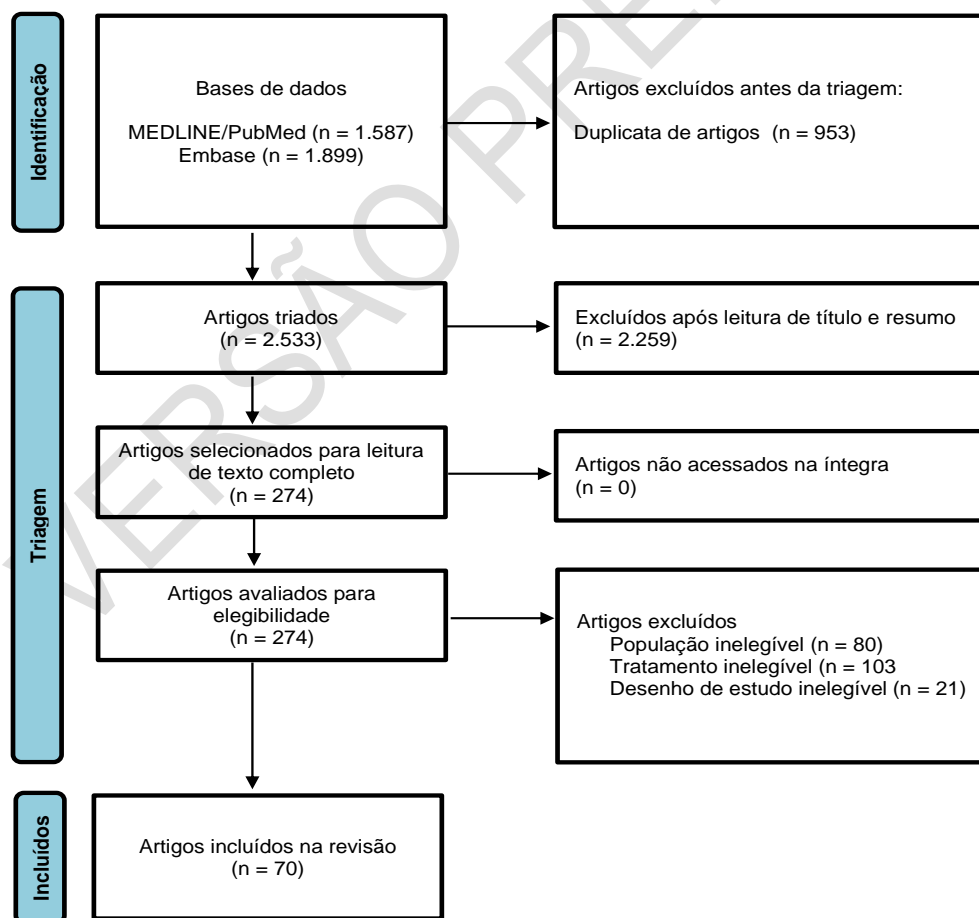 Identificação
Bases de dados
MEDLINE/PubMed (n = 1.587)
Embase (n = 1.899)
Artigos excluídos antes da triagem:
Duplicata de artigos (n = 953)
Triagem
Artigos triados
(n = 2.533)
Excluídos após leitura de título e resumo
(n = 2.259)
Artigos selecionados para leitura
de texto completo
(n = 274)
Artigos não acessados na íntegra
(n = 0)
Artigos avaliados para
elegibilidade
(n = 274)
Artigos excluídos
População inelegível (n = 80)
Tratamento inelegível (n = 103
Desenho de estudo inelegível (n = 21)
Incluídos
Artigos incluídos na revisão
(n = 70)
VERSÃO PRE